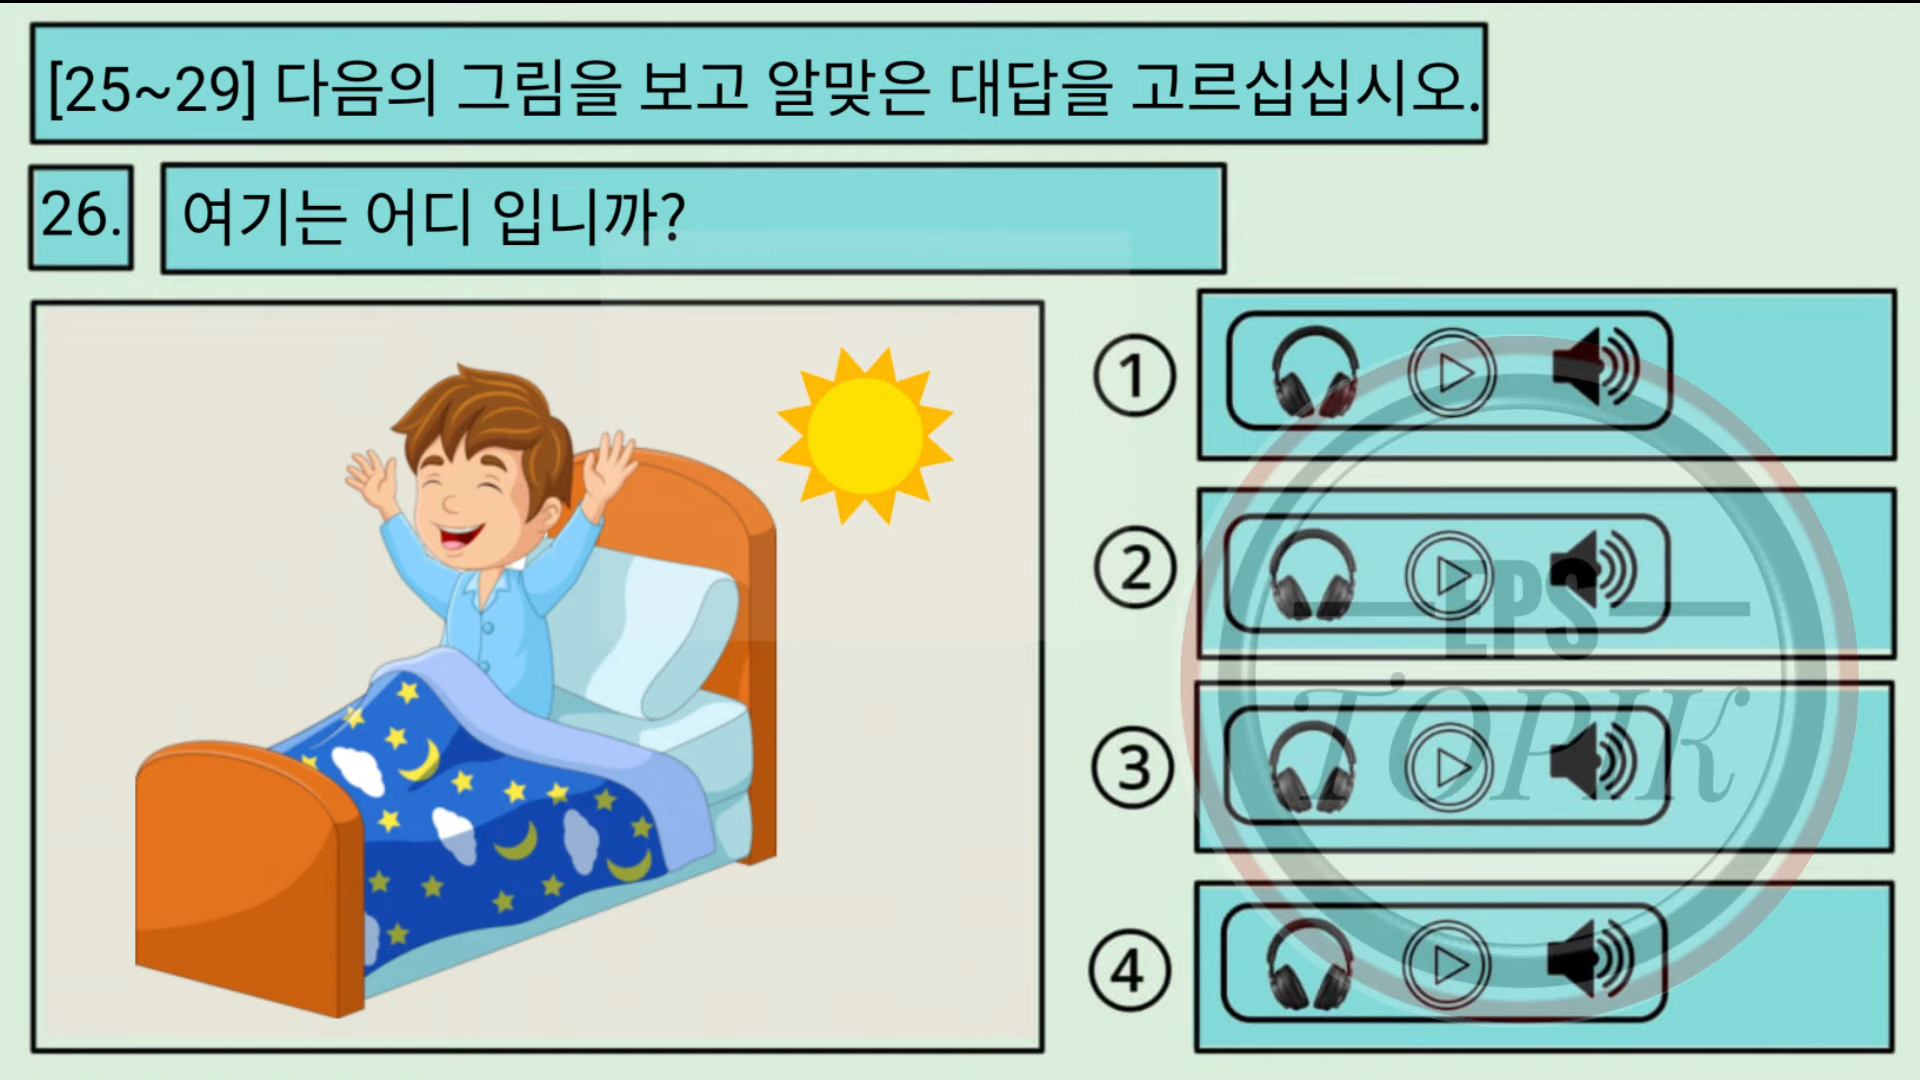 [25~29] 다음의 그림을 보고 알맞은 대답을 고르십십시오.
26. 여기는 어디 입니까?
①
②
③
④
EPS
TOPIK